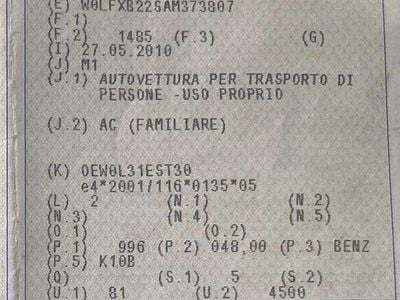 (E) W0LFXB22SAM373807
(F.1)
(F.2) 1485 (F.3) (G)
(I) 27.05.2010
(J) M1
(J.1) AUTOVETTURA PER TRASPORTO DI
PERSONE -USO PROPRIO
(J.2) AC (FAMILIARE)
(K) OEW0L31EST30
e4*2001/116*0135*05
(L) 2 (N.1) (N.2)
(N.3) (N.4) (N.5)
(O.1) (O.2)
(P.1) 996 (P.2) 048,00 (P.3) BENZ
(P.5) K10B
(Q) (S.1) 5 (S.2)
(U.1) 81 (U.2) 4500